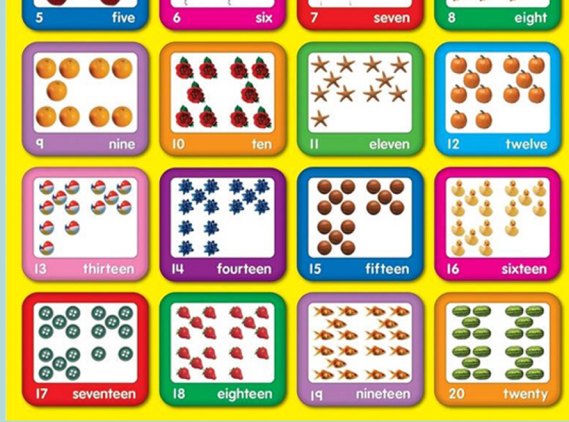 5 five
6 six
7 seven
8 eight
9 nine
10 ten
11 eleven
12 twelve
13 thirteen
14 fourteen
15 fifteen
16 sixteen
17 seventeen
18 eighteen
19 nineteen
20 twenty